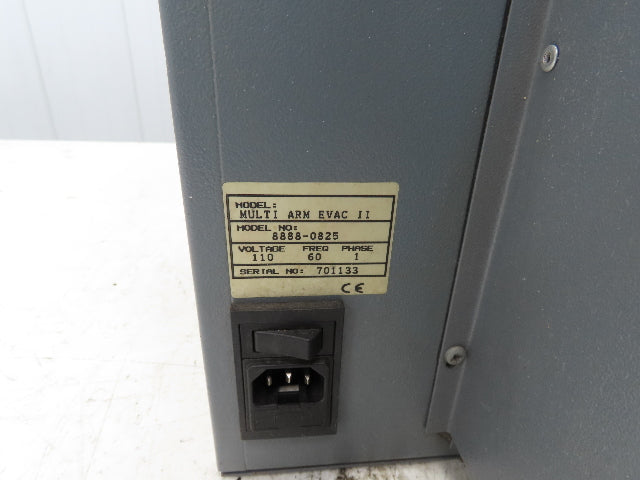 MODEL:
MULTI ARM EVAC II
MODEL NO:
8888-0825
VOLTAGE FREQ PHASE
110 60 1
SERIAL NO: 701133
CE